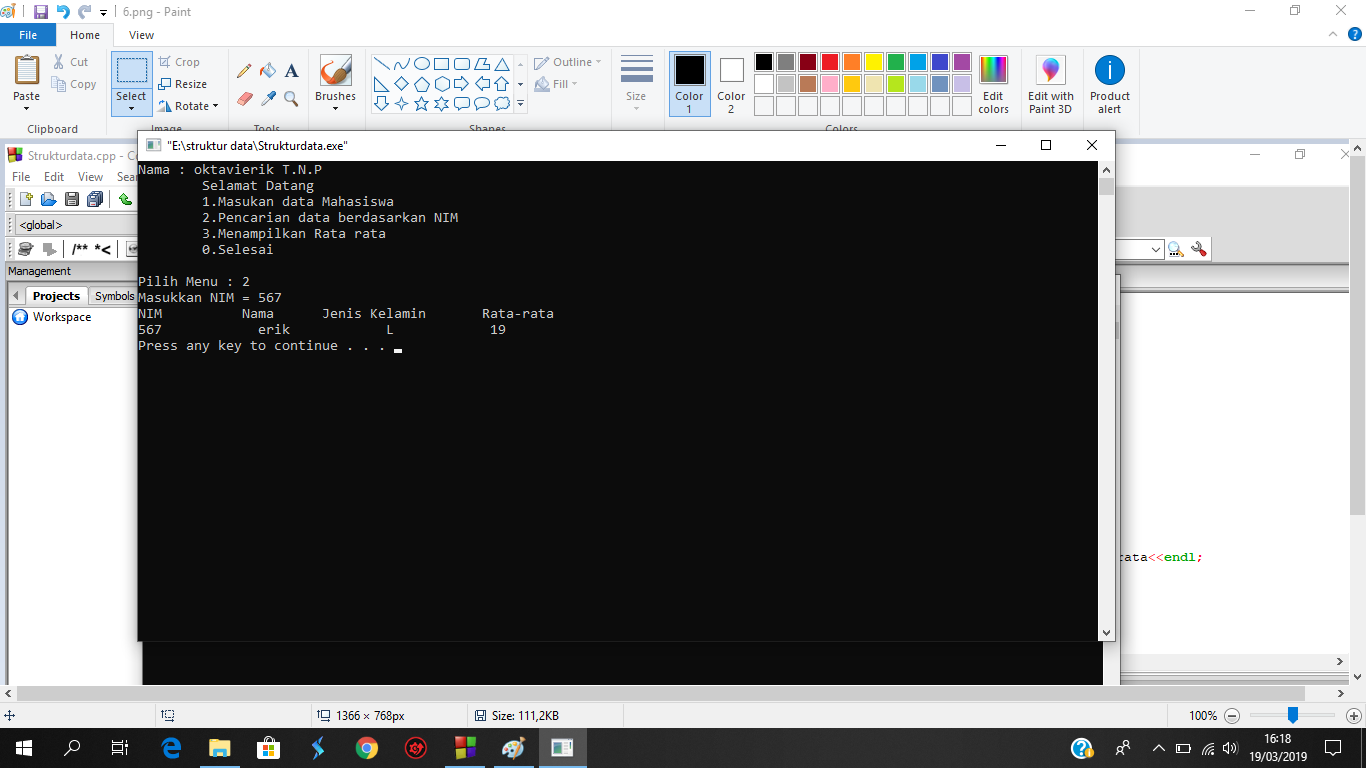 6.png - Paint
File Home View
Paste
Cut
Copy
Clipboard
Select
Crop
Resize
Rotate
Image
Tools
Brushes
Outline
Fill
Shapes
Size
Color 1
Color 2
Colors
Edit colors
Edit with Paint 3D
Product alert
Strukturdata.cpp - Co
File Edit View Sear
<global>
/** *<
Management
Projects Symbols
Workspace
"E:\struktur data\Strukturdata.exe"
Nama : oktavierik T.N.P
Selamat Datang
1.Masukan data Mahasiswa
2.Pencarian data berdasarkan NIM
3.Menampilkan Rata rata
0.Selesai
Pilih Menu : 2
Masukkan NIM = 567
NIM Nama Jenis Kelamin Rata-rata
567 erik L 19
Press any key to continue . . .
rata<<endl;
1366 × 768px
Size: 111,2KB
100%
16:18
19/03/2019